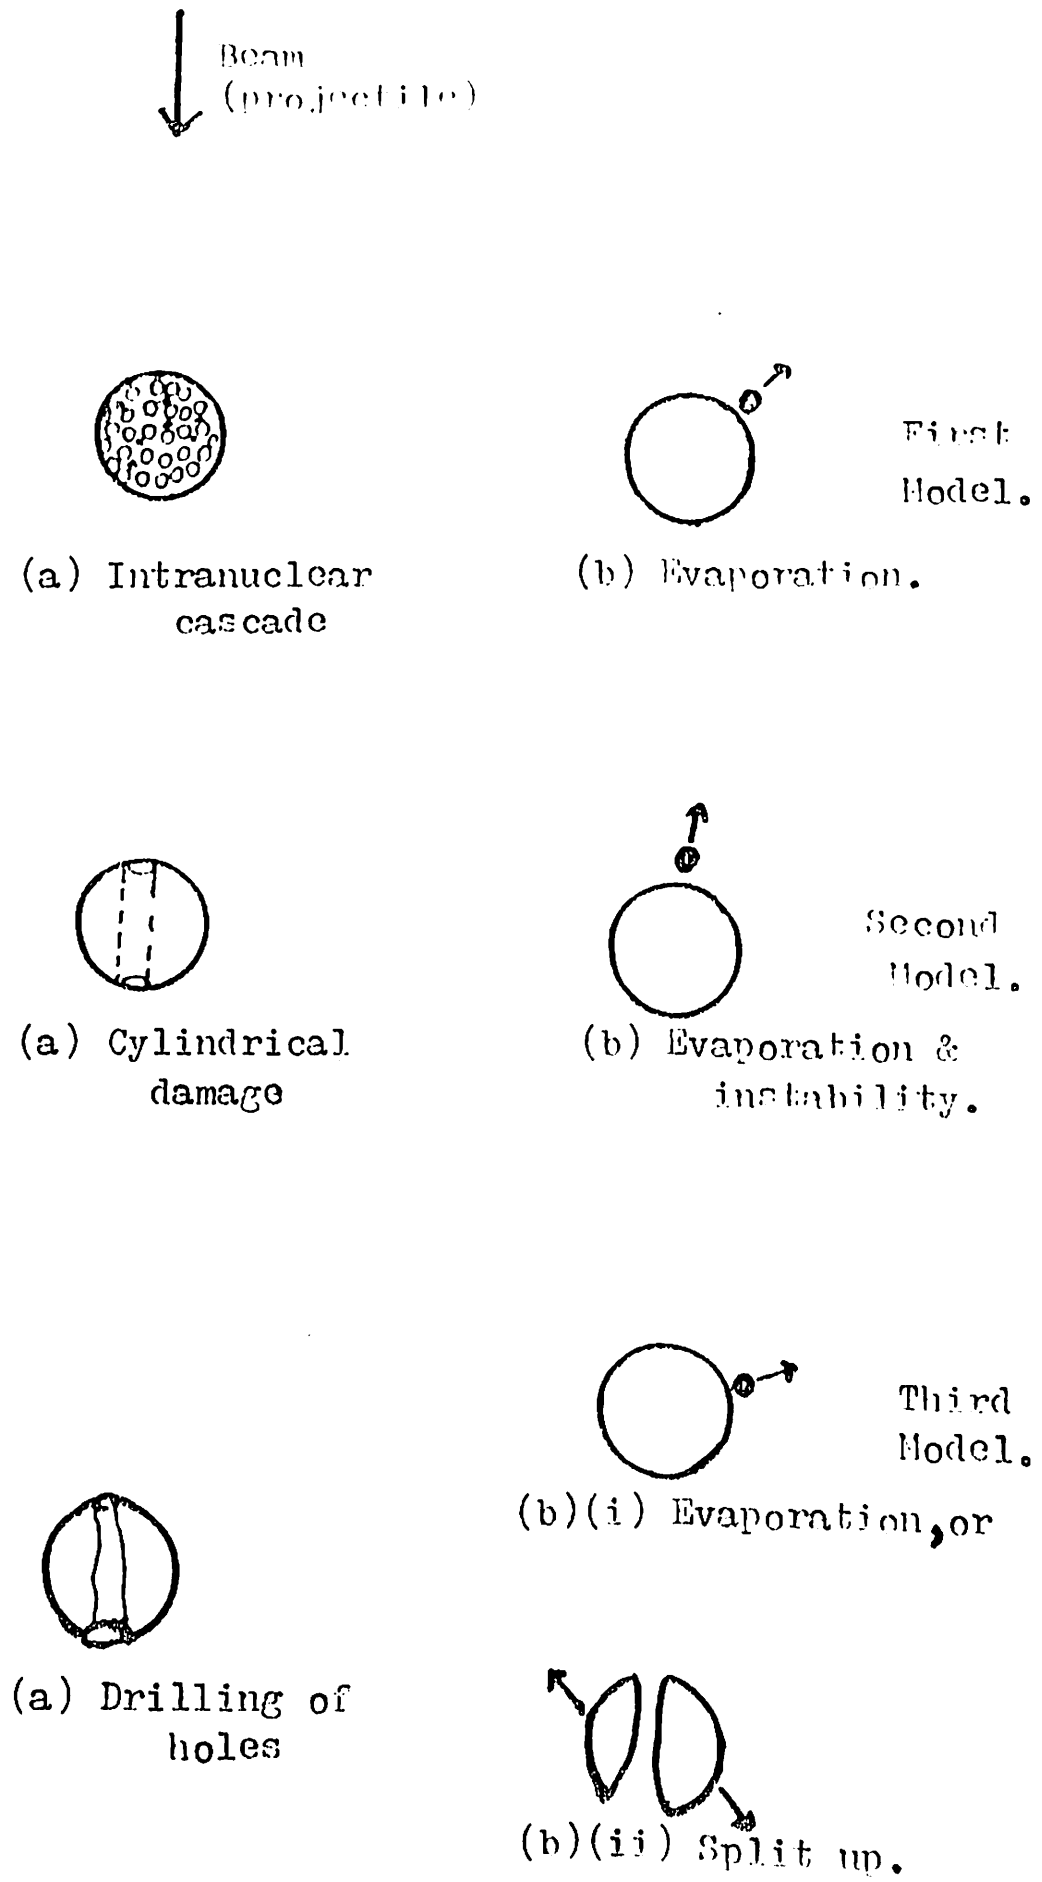 Beam
(projectile)
First
Model.
(a) Intranuclear
cascade
(b) Evaporation.
Second
Model.
(a) Cylindrical
damage
(b) Evaporation &
instability.
Third
Model.
(b)(i) Evaporation,or
(a) Drilling of
holes
(b)(ii) Split up.